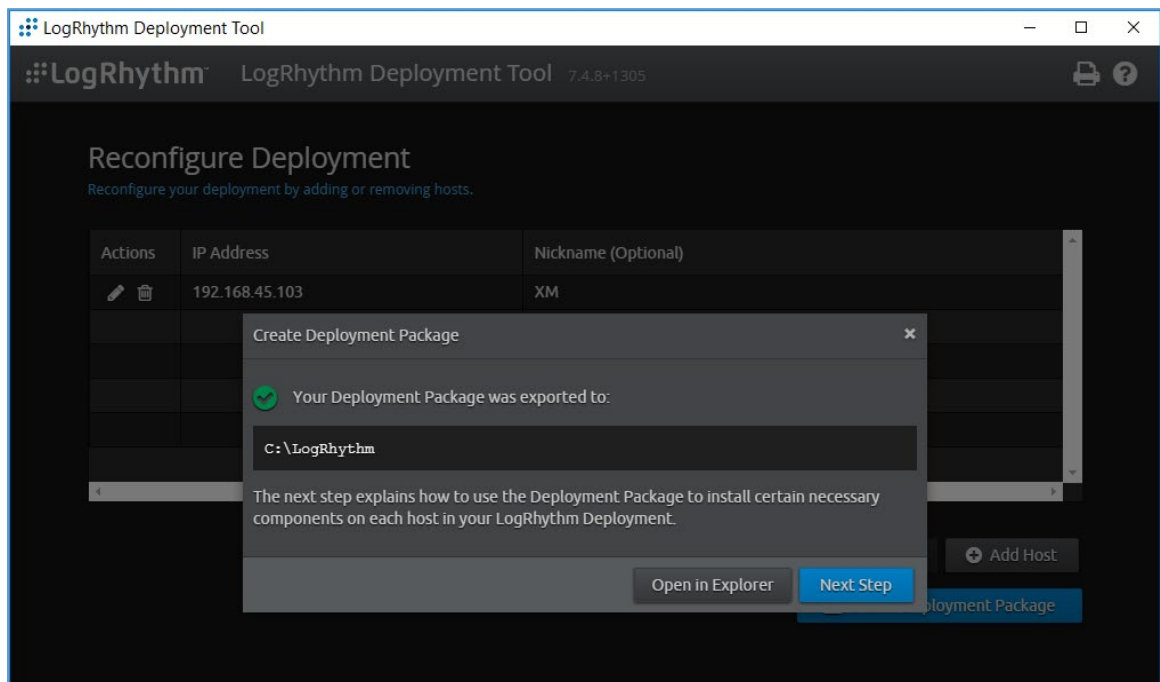 LogRhythm Deployment Tool
LogRhythm LogRhythm Deployment Tool 7.4.8+1305
Reconfigure Deployment
Reconfigure your deployment by adding or removing hosts.
Actions IP Address Nickname (Optional)
192.168.45.103 XM
Create Deployment Package
Your Deployment Package was exported to:
C:\LogRhythm
The next step explains how to use the Deployment Package to install certain necessary
components on each host in your LogRhythm Deployment.
Add Host
Open in Explorer Next Step
Package